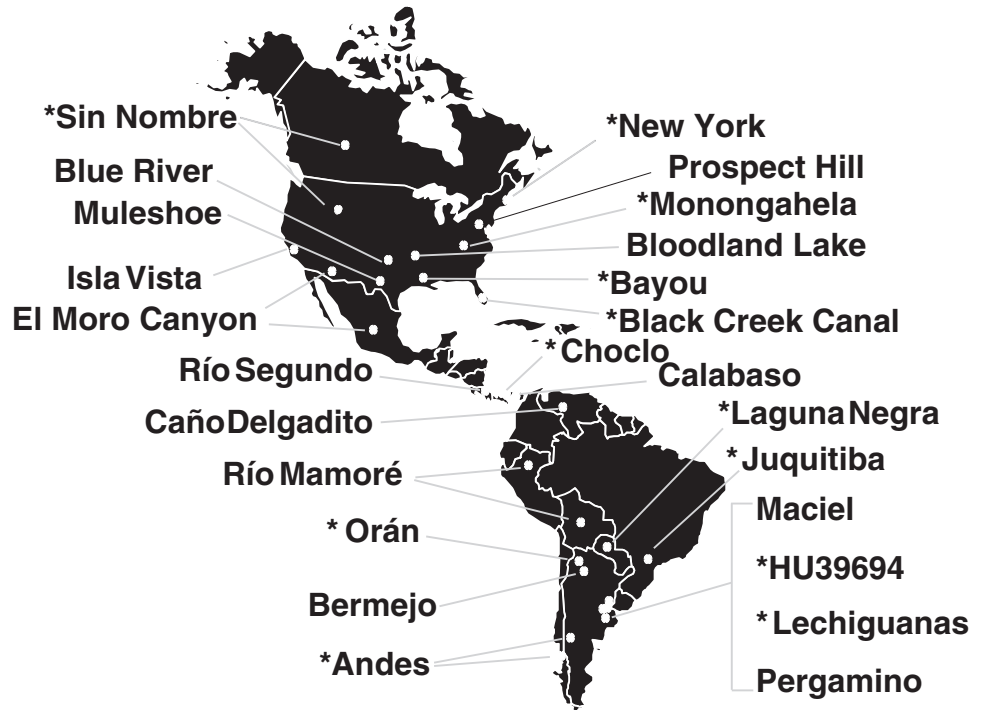 *Sin Nombre
Blue River
Muleshoe
Isla Vista
El Moro Canyon
Río Segundo
Caño Delgadito
Río Mamoré
* Orán
Bermejo
*Andes
*New York
Prospect Hill
*Monongahela
Bloodland Lake
*Bayou
*Black Creek Canal
*Choclo
Calabaso
*Laguna Negra
*Juquitiba
Maciel
*HU39694
*Lechiguanas
Pergamino